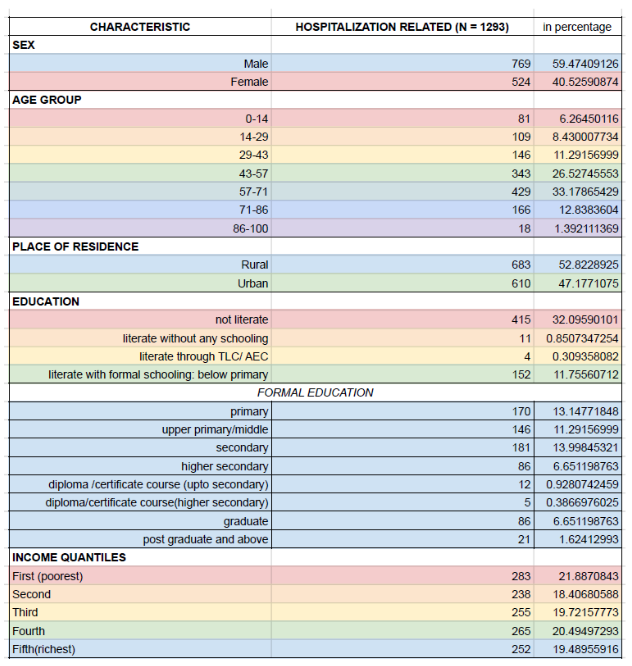 CHARACTERISTIC HOSPITALIZATION RELATED (N = 1293) in percentage
SEX
Male 769 59.47409126
Female 524 40.52590874
AGE GROUP
0-14 81 6.26450116
14-29 109 8.430007734
29-43 146 11.29156999
43-57 343 26.52745553
57-71 429 33.17865429
71-86 166 12.8383604
86-100 18 1.392111369
PLACE OF RESIDENCE
Rural 683 52.8228925
Urban 610 47.1771075
EDUCATION
not literate 415 32.09590101
literate without any schooling 11 0.8507347254
literate through TLC/ AEC 4 0.309358082
literate with formal schooling: below primary 152 11.75560712
FORMAL EDUCATION
primary 170 13.14771848
upper primary/middle 146 11.29156999
secondary 181 13.99845321
higher secondary 86 6.651198763
diploma /certificate course (upto secondary) 12 0.9280742459
diploma/certificate course(higher secondary) 5 0.3866976025
graduate 86 6.651198763
post graduate and above 21 1.62412993
INCOME QUANTILES
First (poorest) 283 21.8870843
Second 238 18.40680588
Third 255 19.72157773
Fourth 265 20.49497293
Fifth(richest) 252 19.48955916